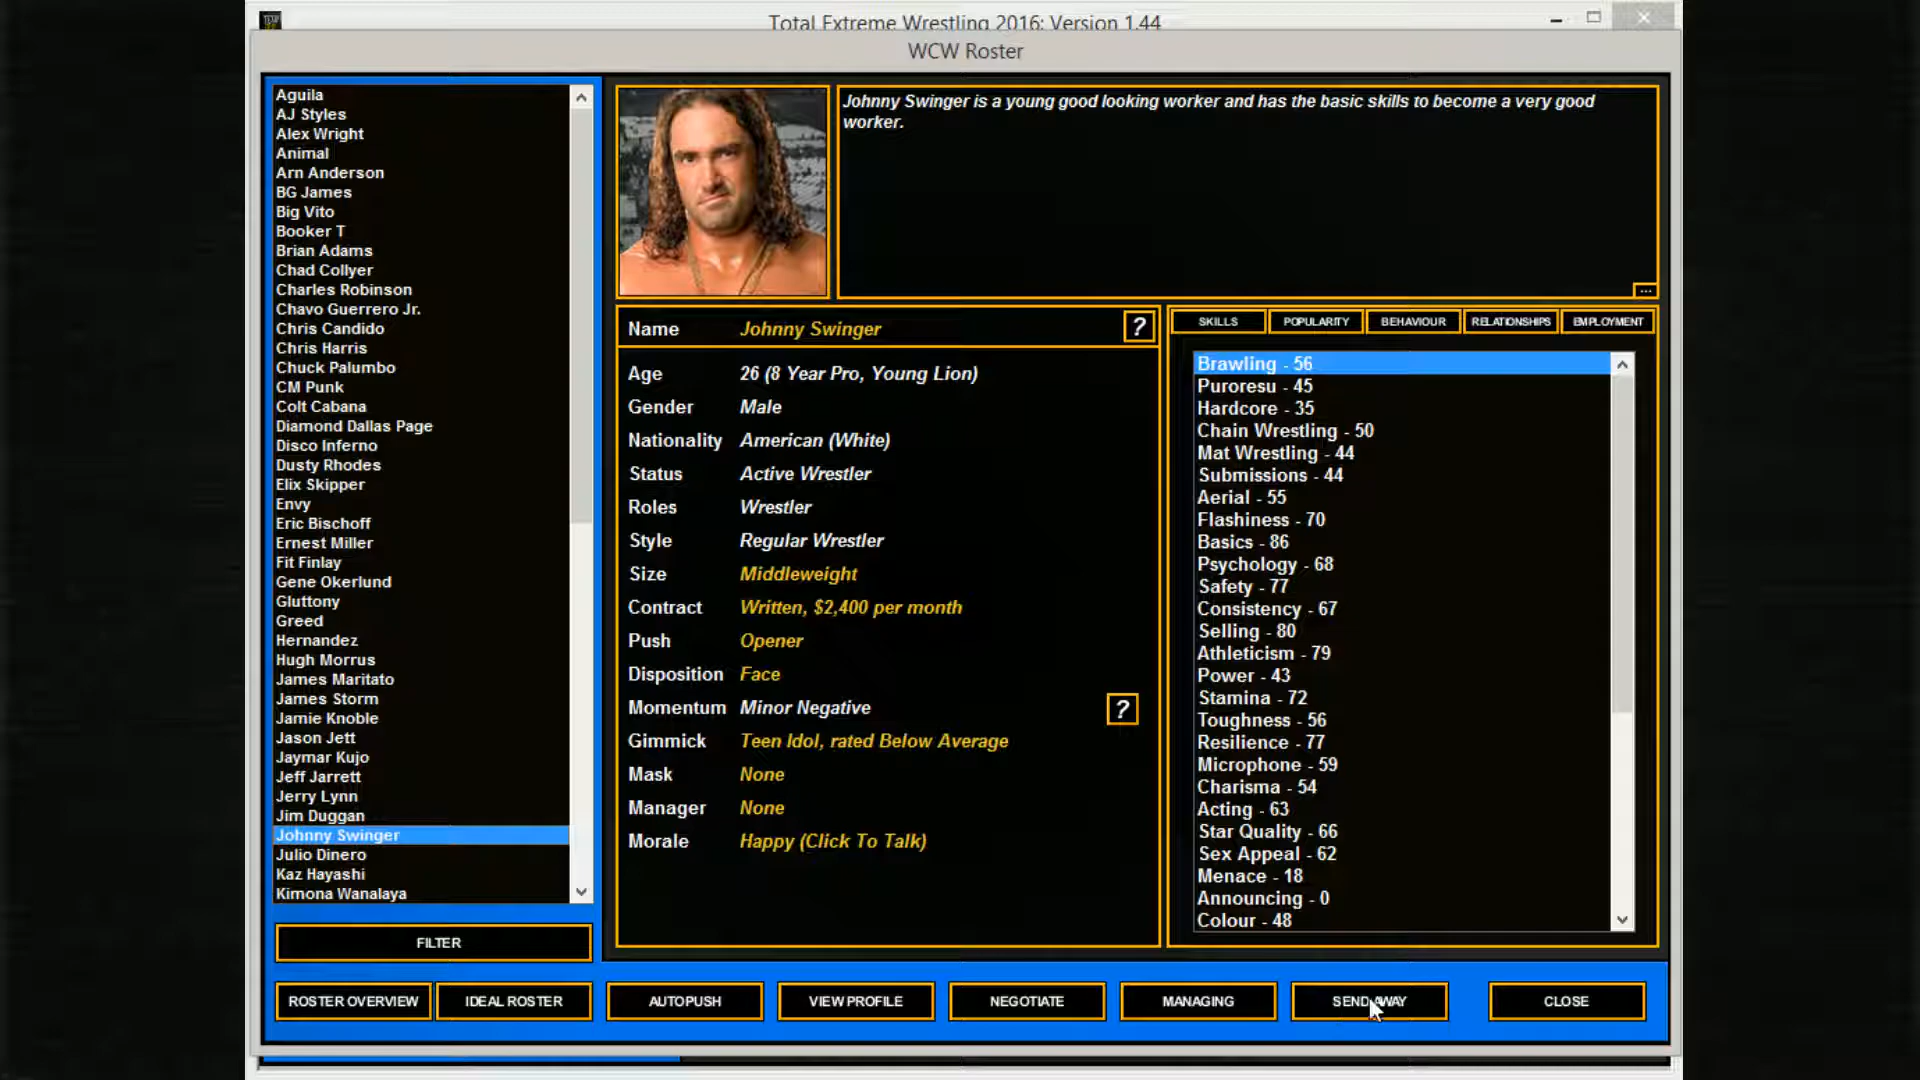 Total Extreme Wrestling 2016: Version 1.44
WCW Roster
Aguila
AJ Styles
Alex Wright
Animal
Arn Anderson
BG James
Big Vito
Booker T
Brian Adams
Chad Collyer
Charles Robinson
Chavo Guerrero Jr.
Chris Candido
Chris Harris
Chuck Palumbo
CM Punk
Colt Cabana
Diamond Dallas Page
Disco Inferno
Dusty Rhodes
Elix Skipper
Envy
Eric Bischoff
Ernest Miller
Fit Finlay
Gene Okerlund
Gluttony
Greed
Hernandez
Hugh Morrus
James Maritato
James Storm
Jamie Knoble
Jason Jett
Jaymar Kujo
Jeff Jarrett
Jerry Lynn
Jim Duggan
Johnny Swinger
Julio Dinero
Kaz Hayashi
Kimona Wanalaya
FILTER
Johnny Swinger is a young good looking worker and has the basic skills to become a very good
worker.
...
Name Johnny Swinger ?
Age 26 (8 Year Pro, Young Lion)
Gender Male
Nationality American (White)
Status Active Wrestler
Roles Wrestler
Style Regular Wrestler
Size Middleweight
Contract Written, $2,400 per month
Push Opener
Disposition Face
Momentum Minor Negative ?
Gimmick Teen Idol, rated Below Average
Mask None
Manager None
Morale Happy (Click To Talk)
SKILLS POPULARITY BEHAVIOUR RELATIONSHIPS EMPLOYMENT
Brawling - 56
Puroresu - 45
Hardcore - 35
Chain Wrestling - 50
Mat Wrestling - 44
Submissions - 44
Aerial - 55
Flashiness - 70
Basics - 86
Psychology - 68
Safety - 77
Consistency - 67
Selling - 80
Athleticism - 79
Power - 43
Stamina - 72
Toughness - 56
Resilience - 77
Microphone - 59
Charisma - 54
Acting - 63
Star Quality - 66
Sex Appeal - 62
Menace - 18
Announcing - 0
Colour - 48
ROSTER OVERVIEW IDEAL ROSTER AUTOPUSH VIEW PROFILE NEGOTIATE MANAGING SEND AWAY CLOSE